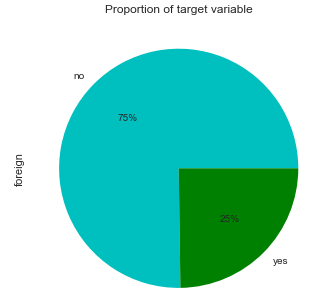 Proportion of target variable
no
75%
foreign
25%
yes